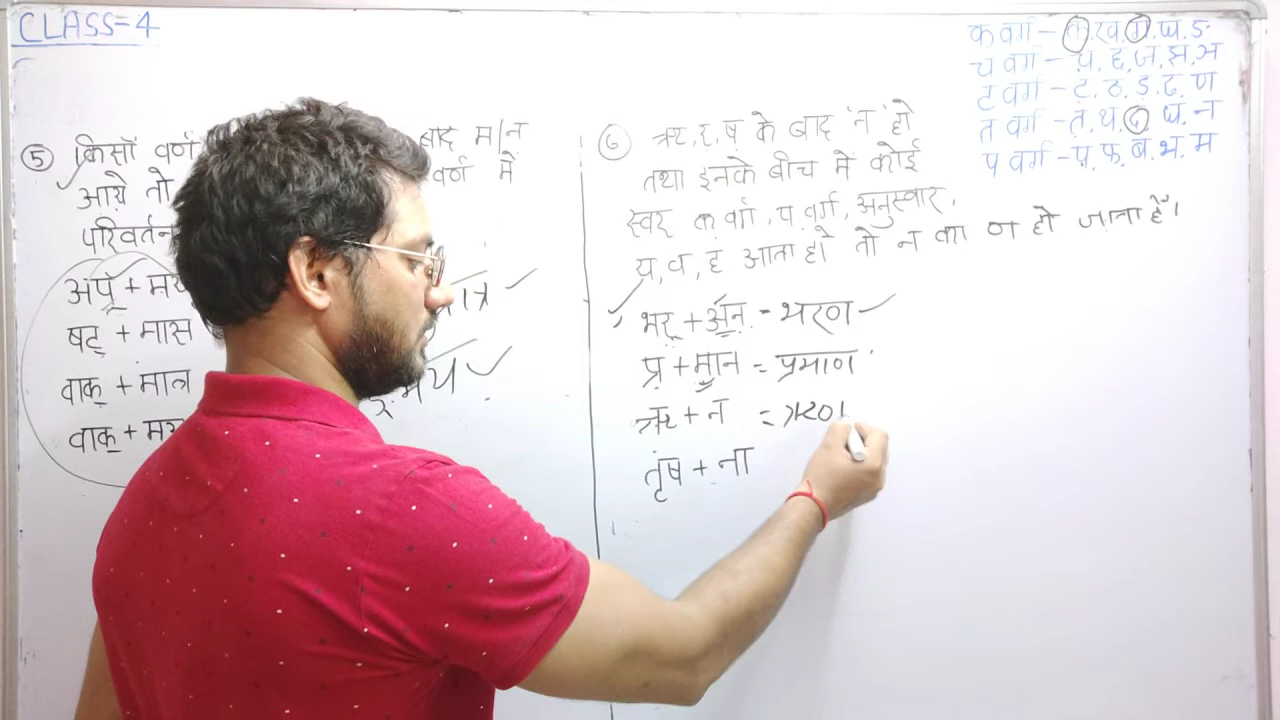 CLASS-4
क वर्ग - क.ख.ग.घ.ङ
च वर्ग - च.छ.ज.झ.ञ
ट वर्ग - ट.ठ.ड.ढ.ण
त वर्ग - त.थ.द.ध.न
प वर्ग - प.फ.ब.भ.म
⑤ किसी वर्ण बाद म/न
आये तो वर्ण में
परिवर्तन
अप् + मय
षट् + मास
वाक् + मात्र
वाक् +
⑥ ऋ,र,ष के बाद 'न' हो
तथा इनके बीच में कोई
स्वर क वर्ग, प वर्ग, अनुस्वार,
य,व,ह आता हो तो न का ण हो जाता है।
भर् + अन = भरण
प्र + मान = प्रमाण
ऋ + न = ऋण
तृष + ना